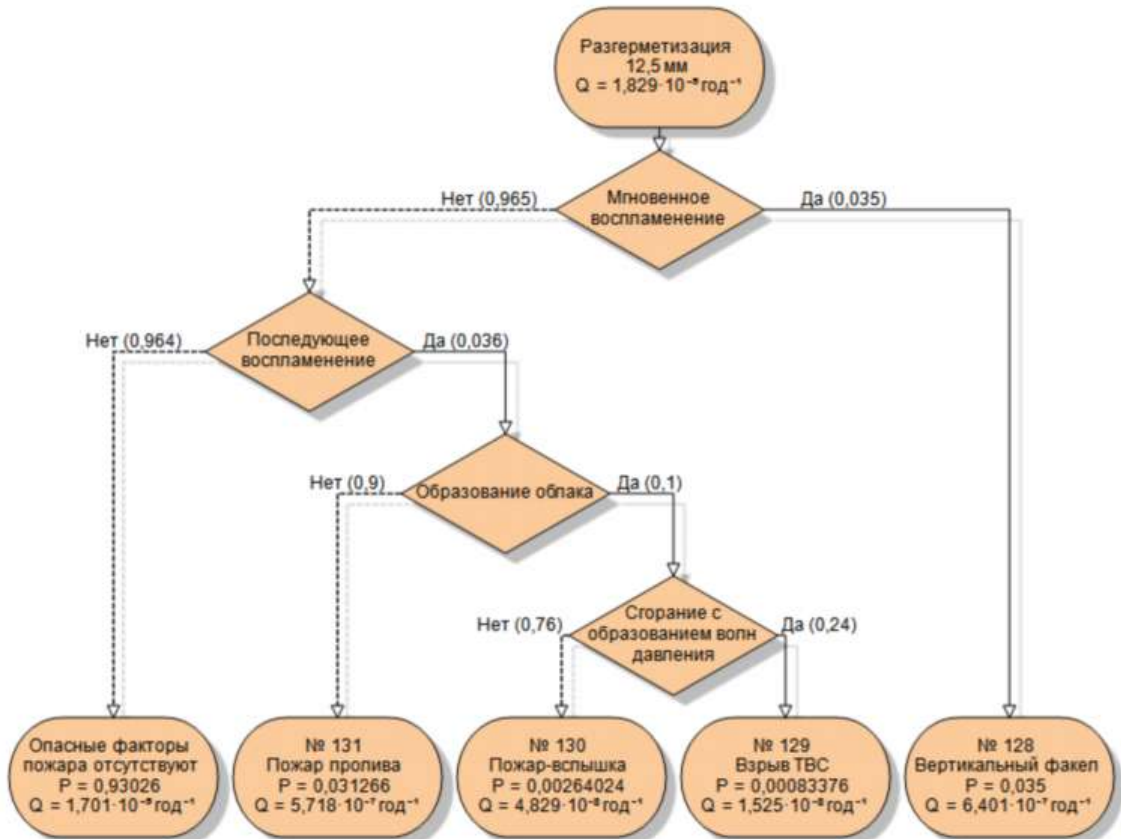 Разгерметизация
12,5 мм
Q = 1,829·10⁻⁵ год⁻¹
Нет (0,965)
Мгновенное
воспламенение
Да (0,035)
Нет (0,964)
Последующее
воспламенение
Да (0,036)
Нет (0,9)
Образование облака
Да (0,1)
Нет (0,76)
Сгорание с
образованием волн
давления
Да (0,24)
Опасные факторы
пожара отсутствуют
P = 0,93026
Q = 1,701·10⁻⁵ год⁻¹
№ 131
Пожар пролива
P = 0,031266
Q = 5,718·10⁻⁷ год⁻¹
№ 130
Пожар-вспышка
P = 0,00264024
Q = 4,829·10⁻⁸ год⁻¹
№ 129
Взрыв ТВС
P = 0,00083376
Q = 1,525·10⁻⁸ год⁻¹
№ 128
Вертикальный факел
P = 0,035
Q = 6,401·10⁻⁷ год⁻¹